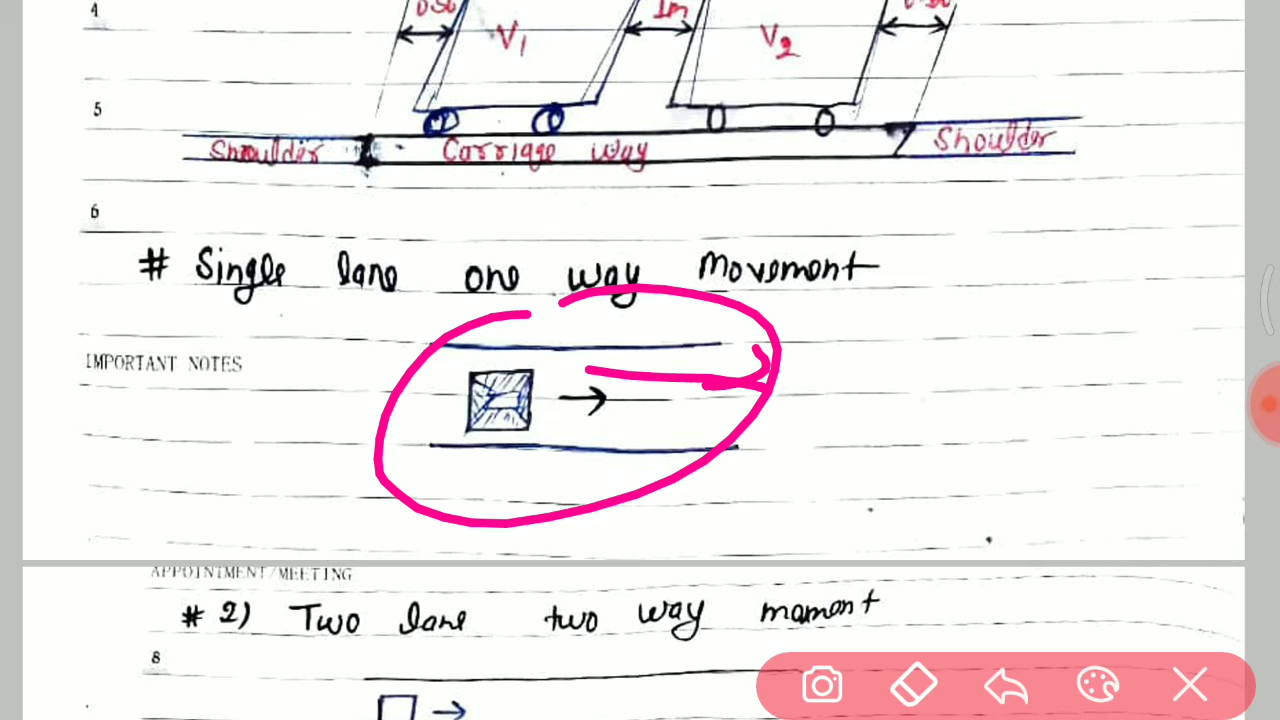 4
1m
V1
V2
5
Shoulder Carriage way Shoulder
6
# Single lane one way movement
IMPORTANT NOTES
APPOINTMENT/MEETING
# 2) Two lane two way moment
8